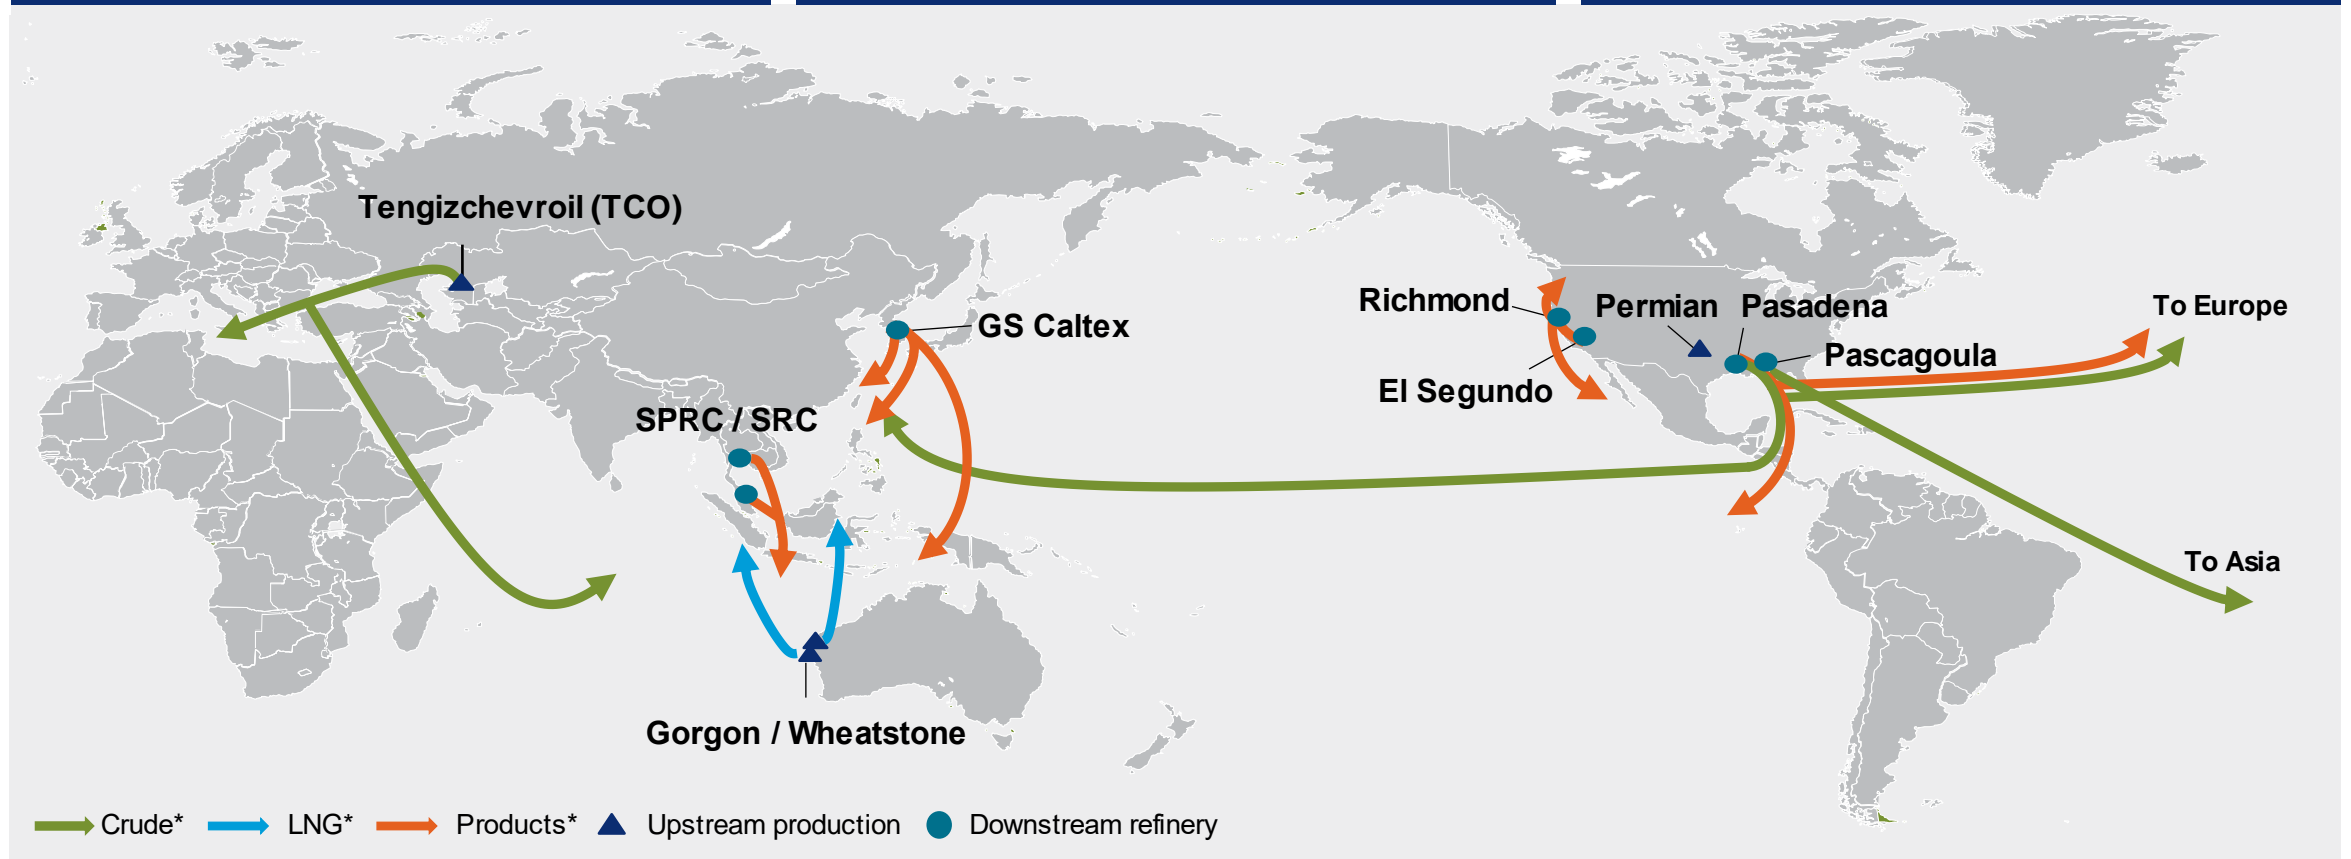 Tengizchevroil (TCO)
GS Caltex
SPRC / SRC
Gorgon / Wheatstone
Richmond
Permian
Pasadena
El Segundo
Pascagoula
To Europe
To Asia
Crude*
LNG*
Products*
Upstream production
Downstream refinery